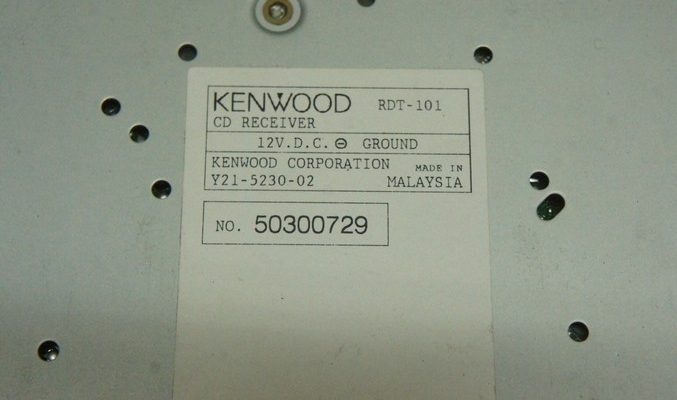 KENWOOD RDT-101
CD RECEIVER
12V.D.C. ⊖ GROUND
KENWOOD CORPORATION MADE IN
Y21-5230-02 MALAYSIA
NO. 50300729